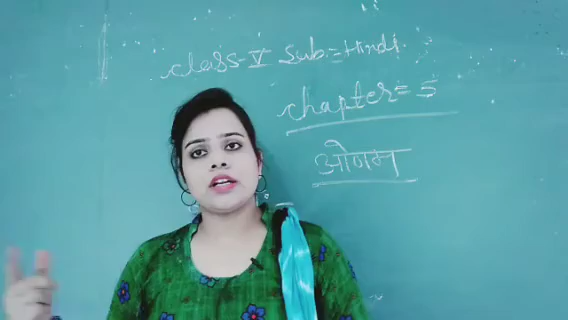 class-V Sub=Hindi
chapter= 5
ओणम